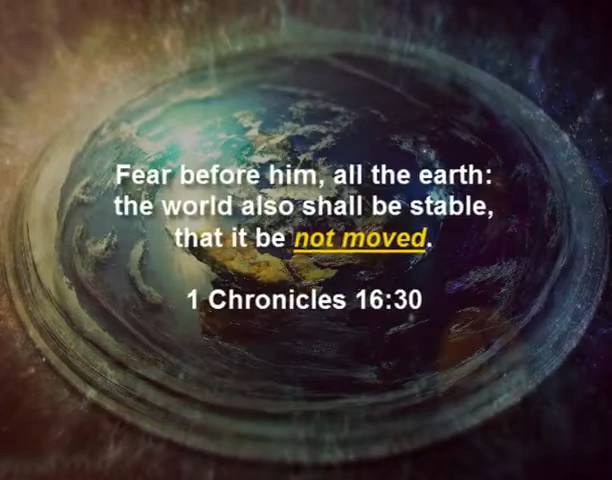 Fear before him, all the earth:
the world also shall be stable,
that it be not moved.
1 Chronicles 16:30